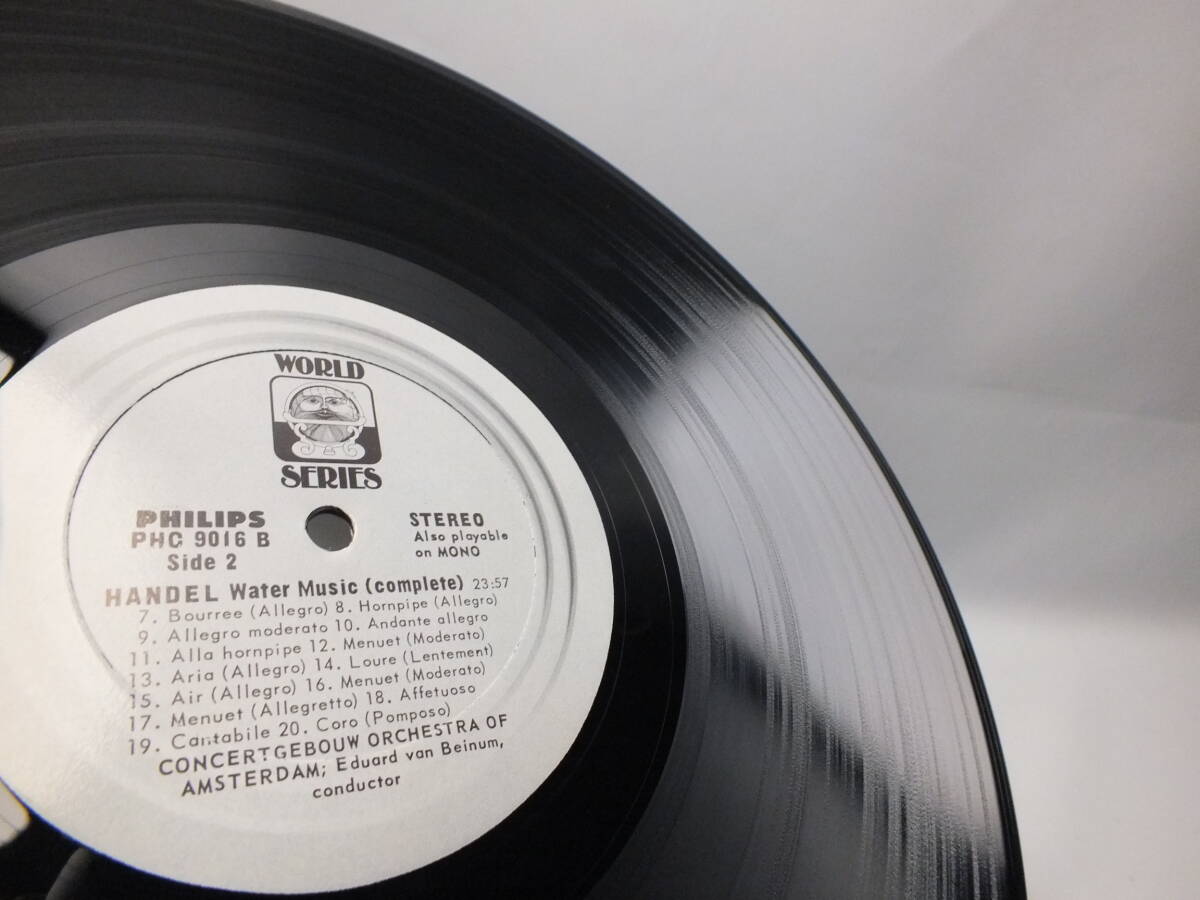 WORLD
SERIES
PHILIPS
PHC 9016 B
Side 2
STEREO
Also playable
on MONO
HANDEL Water Music (complete) 23:57
7. Bourree (Allegro) 8. Hornpipe (Allegro)
9. Allegro moderato 10. Andante allegro
11. Alla hornpipe 12. Menuet (Moderato)
13. Aria (Allegro) 14. Loure (Lentement)
15. Air (Allegro) 16. Menuet (Moderato)
17. Menuet (Allegretto) 18. Affetuoso
19. Cantabile 20. Coro (Pomposo)
CONCERTGEBOUW ORCHESTRA OF
AMSTERDAM; Eduard van Beinum,
conductor